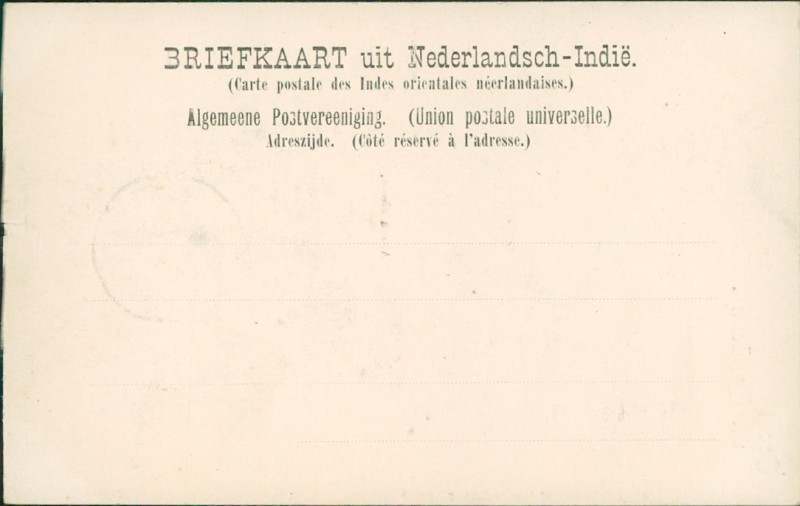 BRIEFKAART uit Nederlandsch-Indië.
(Carte postale des Indes orientales néerlandaises.)
Algemeene Postvereeniging. (Union postale universelle.)
Adreszijde. (Côté réservé à l'adresse.)